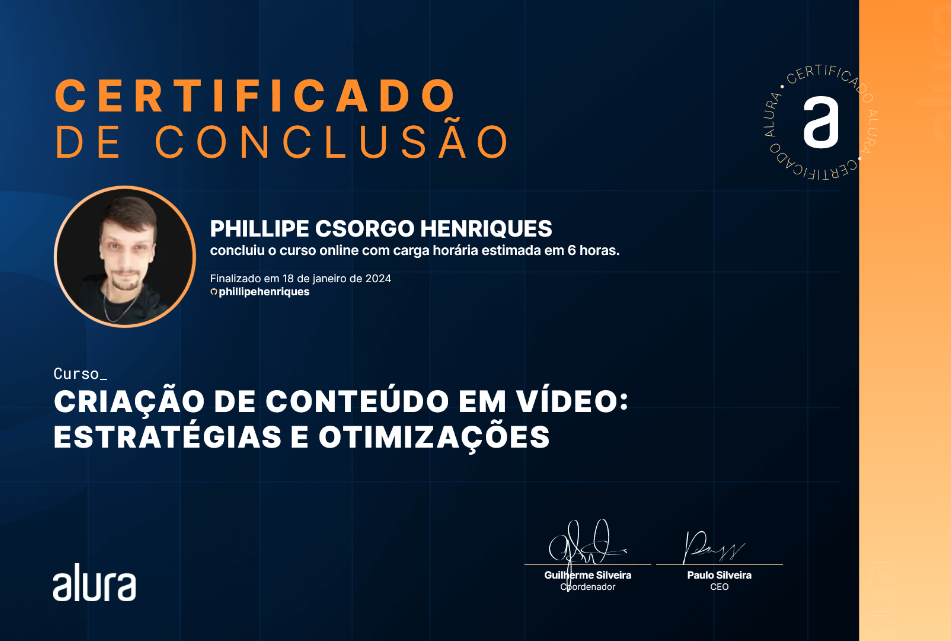 CERTIFICADO
DE CONCLUSÃO
CERTIFICADO ALURA • CERTIFICADO ALURA •
a
PHILLIPE CSORGO HENRIQUES
concluiu o curso online com carga horária estimada em 6 horas.
Finalizado em 18 de janeiro de 2024
phillipehenriques
Curso_
CRIAÇÃO DE CONTEÚDO EM VÍDEO:
ESTRATÉGIAS E OTIMIZAÇÕES
alura
Guilherme Silveira
Coordenador
Paulo Silveira
CEO